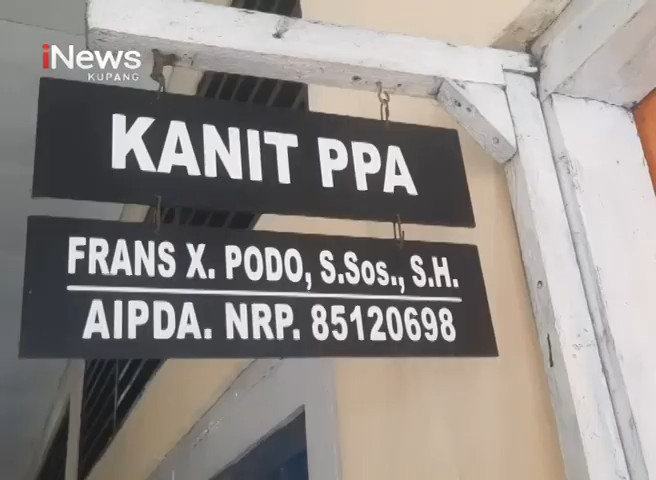 iNews
KUPANG
KANIT PPA
FRANS X. PODO, S.Sos., S.H.
AIPDA. NRP. 85120698